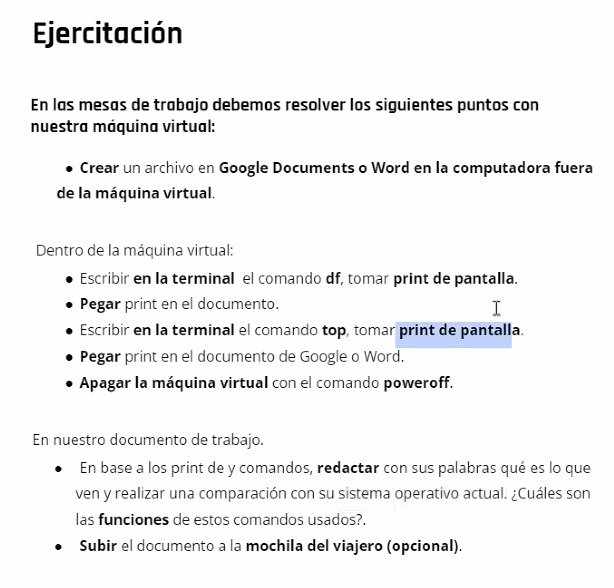 Ejercitación
En las mesas de trabajo debemos resolver los siguientes puntos con
nuestra máquina virtual:
● Crear un archivo en Google Documents o Word en la computadora fuera
de la máquina virtual.
Dentro de la máquina virtual:
● Escribir en la terminal el comando df, tomar print de pantalla.
● Pegar print en el documento.
● Escribir en la terminal el comando top, tomar print de pantalla.
● Pegar print en el documento de Google o Word.
● Apagar la máquina virtual con el comando poweroff.
En nuestro documento de trabajo.
● En base a los print de y comandos, redactar con sus palabras qué es lo que
ven y realizar una comparación con su sistema operativo actual. ¿Cuáles son
las funciones de estos comandos usados?.
● Subir el documento a la mochila del viajero (opcional).